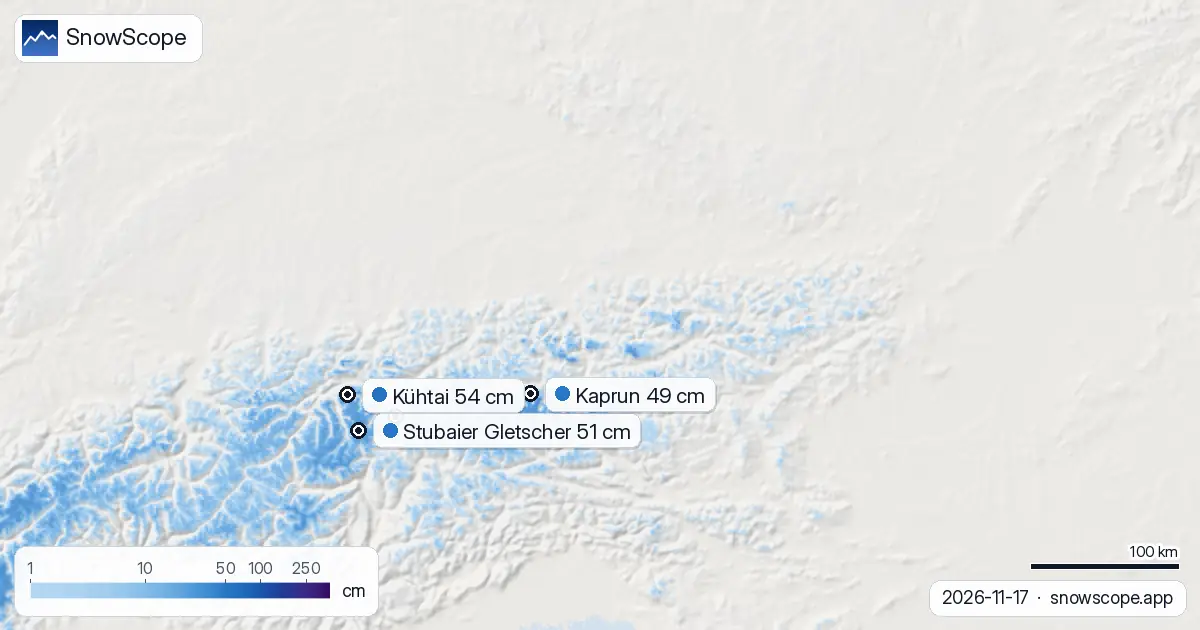 SnowScope
Kühtai 54 cm
Kaprun 49 cm
Stubaier Gletscher 51 cm
1 10 50 100 250
cm
100 km
2026-11-17 · snowscope.app